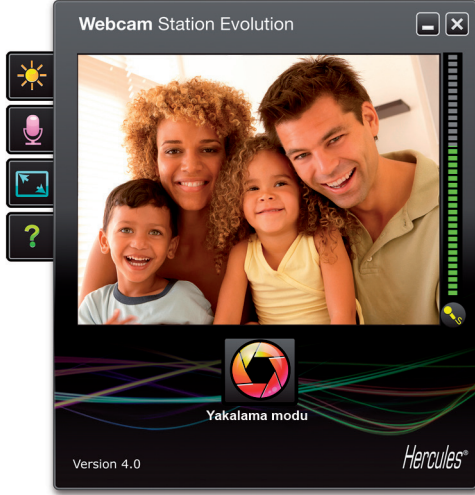 Webcam Station Evolution
?
Yakalama modu
Version 4.0
Hercules®